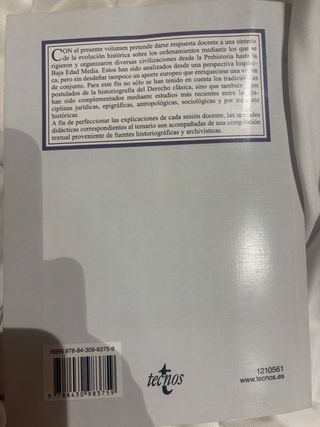 CON el presente volumen pretende darse respuesta docente a una síntesis
de la evolución histórica sobre los ordenamientos mediante los que se
rigieron y organizaron diversas civilizaciones desde la Prehistoria hasta la
Baja Edad Media. Estos han sido analizados desde una perspectiva
ca, pero sin desdeñar tampoco un aporte europeo que enriqueciese una
de conjunto. Para este fin no sólo se han tenido en cuenta los tradicionales
postulados de la historiografía del Derecho clásica, sino que también
han sido complementados mediante estudios más recientes entre
ciplinas jurídicas, epigráficas, antropológicas, sociológicas y por supuesto
históricas.
A fin de perfeccionar las explicaciones de cada sesión docente, las unidades
didácticas correspondientes al temario son acompañadas de una compilación
textual proveniente de fuentes historiográficas y archivísticas.
ISBN 978-84-309-8375-9
9 788430 983759
tecnos
1210561
www.tecnos.es